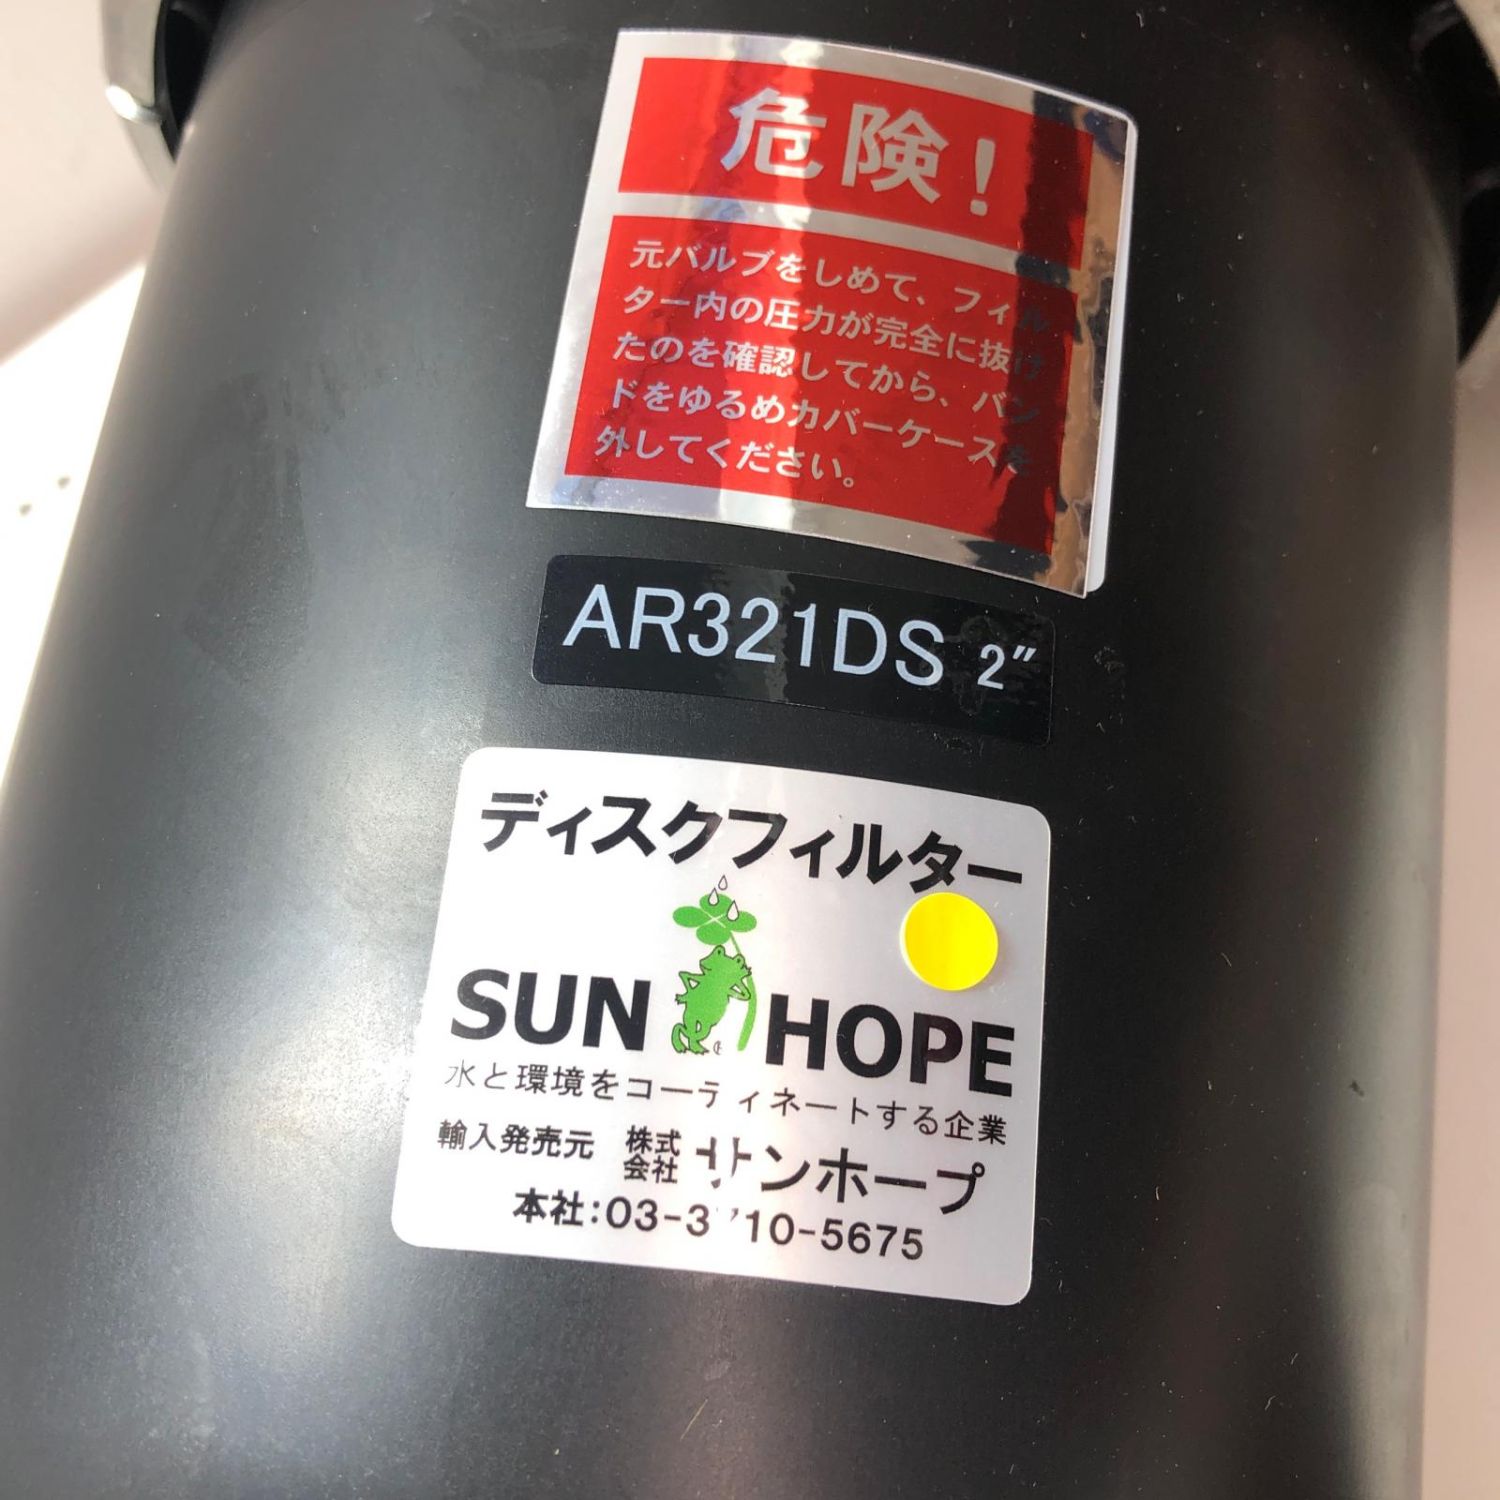 危険！
元バルブをしめて、フィル
ター内の圧力が完全に抜け
たのを確認してから、バン
ドをゆるめカバーケースを
外してください。
AR321DS 2"
ディスクフィルター
SUN HOPE
水と環境をコーディネートする企業
輸入発売元 株式会社 サンホープ
本社：03-3710-5675